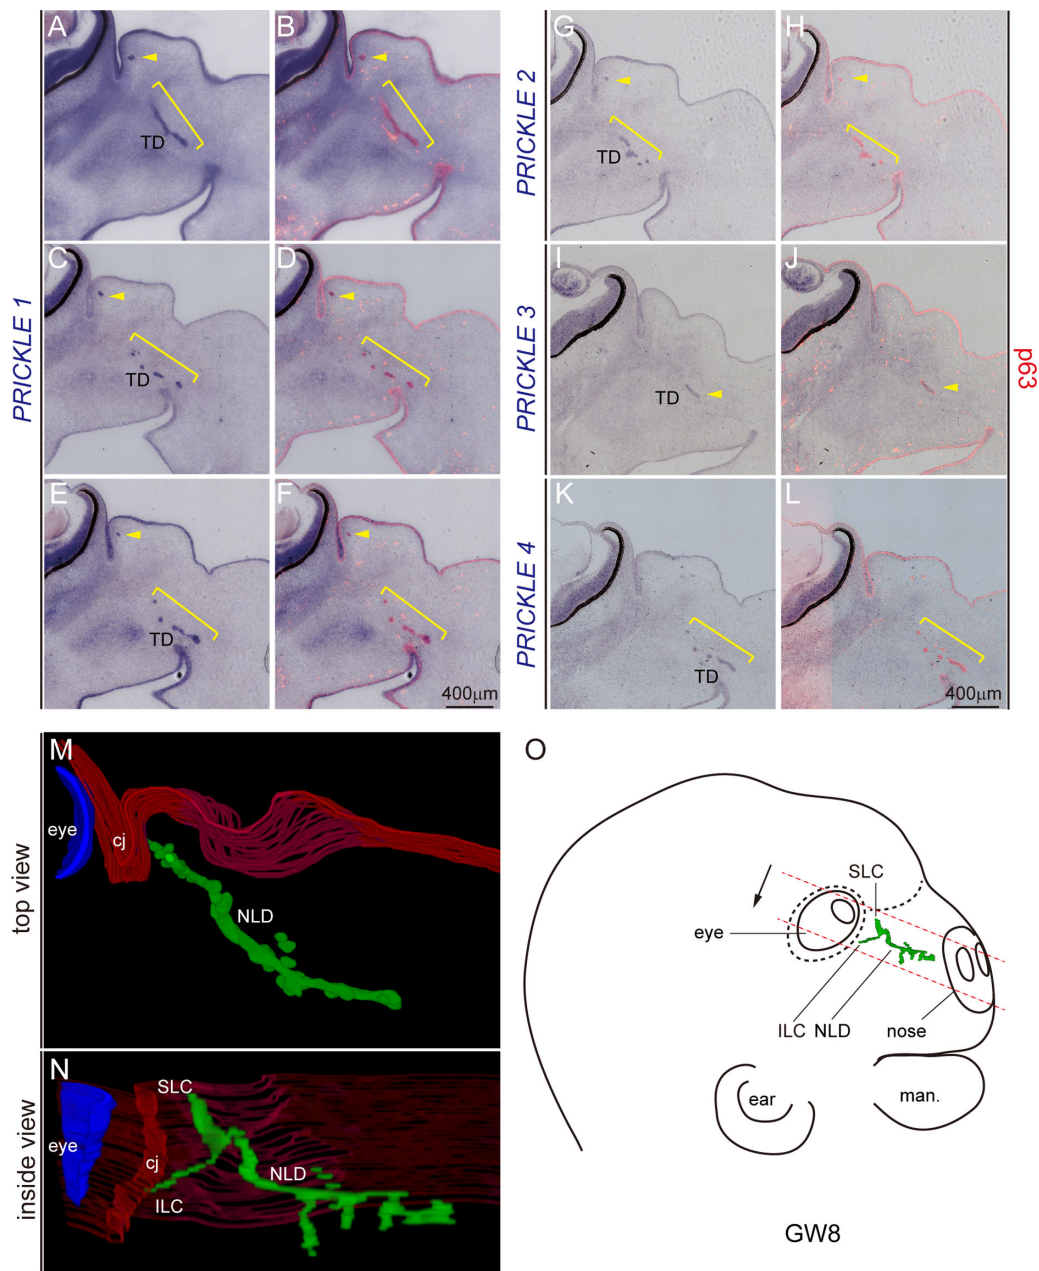 A
B
TD
C
D
TD
E
F
TD
400μm
PRICKLE 1
G
H
TD
PRICKLE 2
I
J
TD
PRICKLE 3
K
L
TD
400μm
PRICKLE 4
p63
M
eye
cj
NLD
top view
N
SLC
eye
cj
NLD
ILC
inside view
O
SLC
eye
ILC NLD
nose
ear
man.
GW8